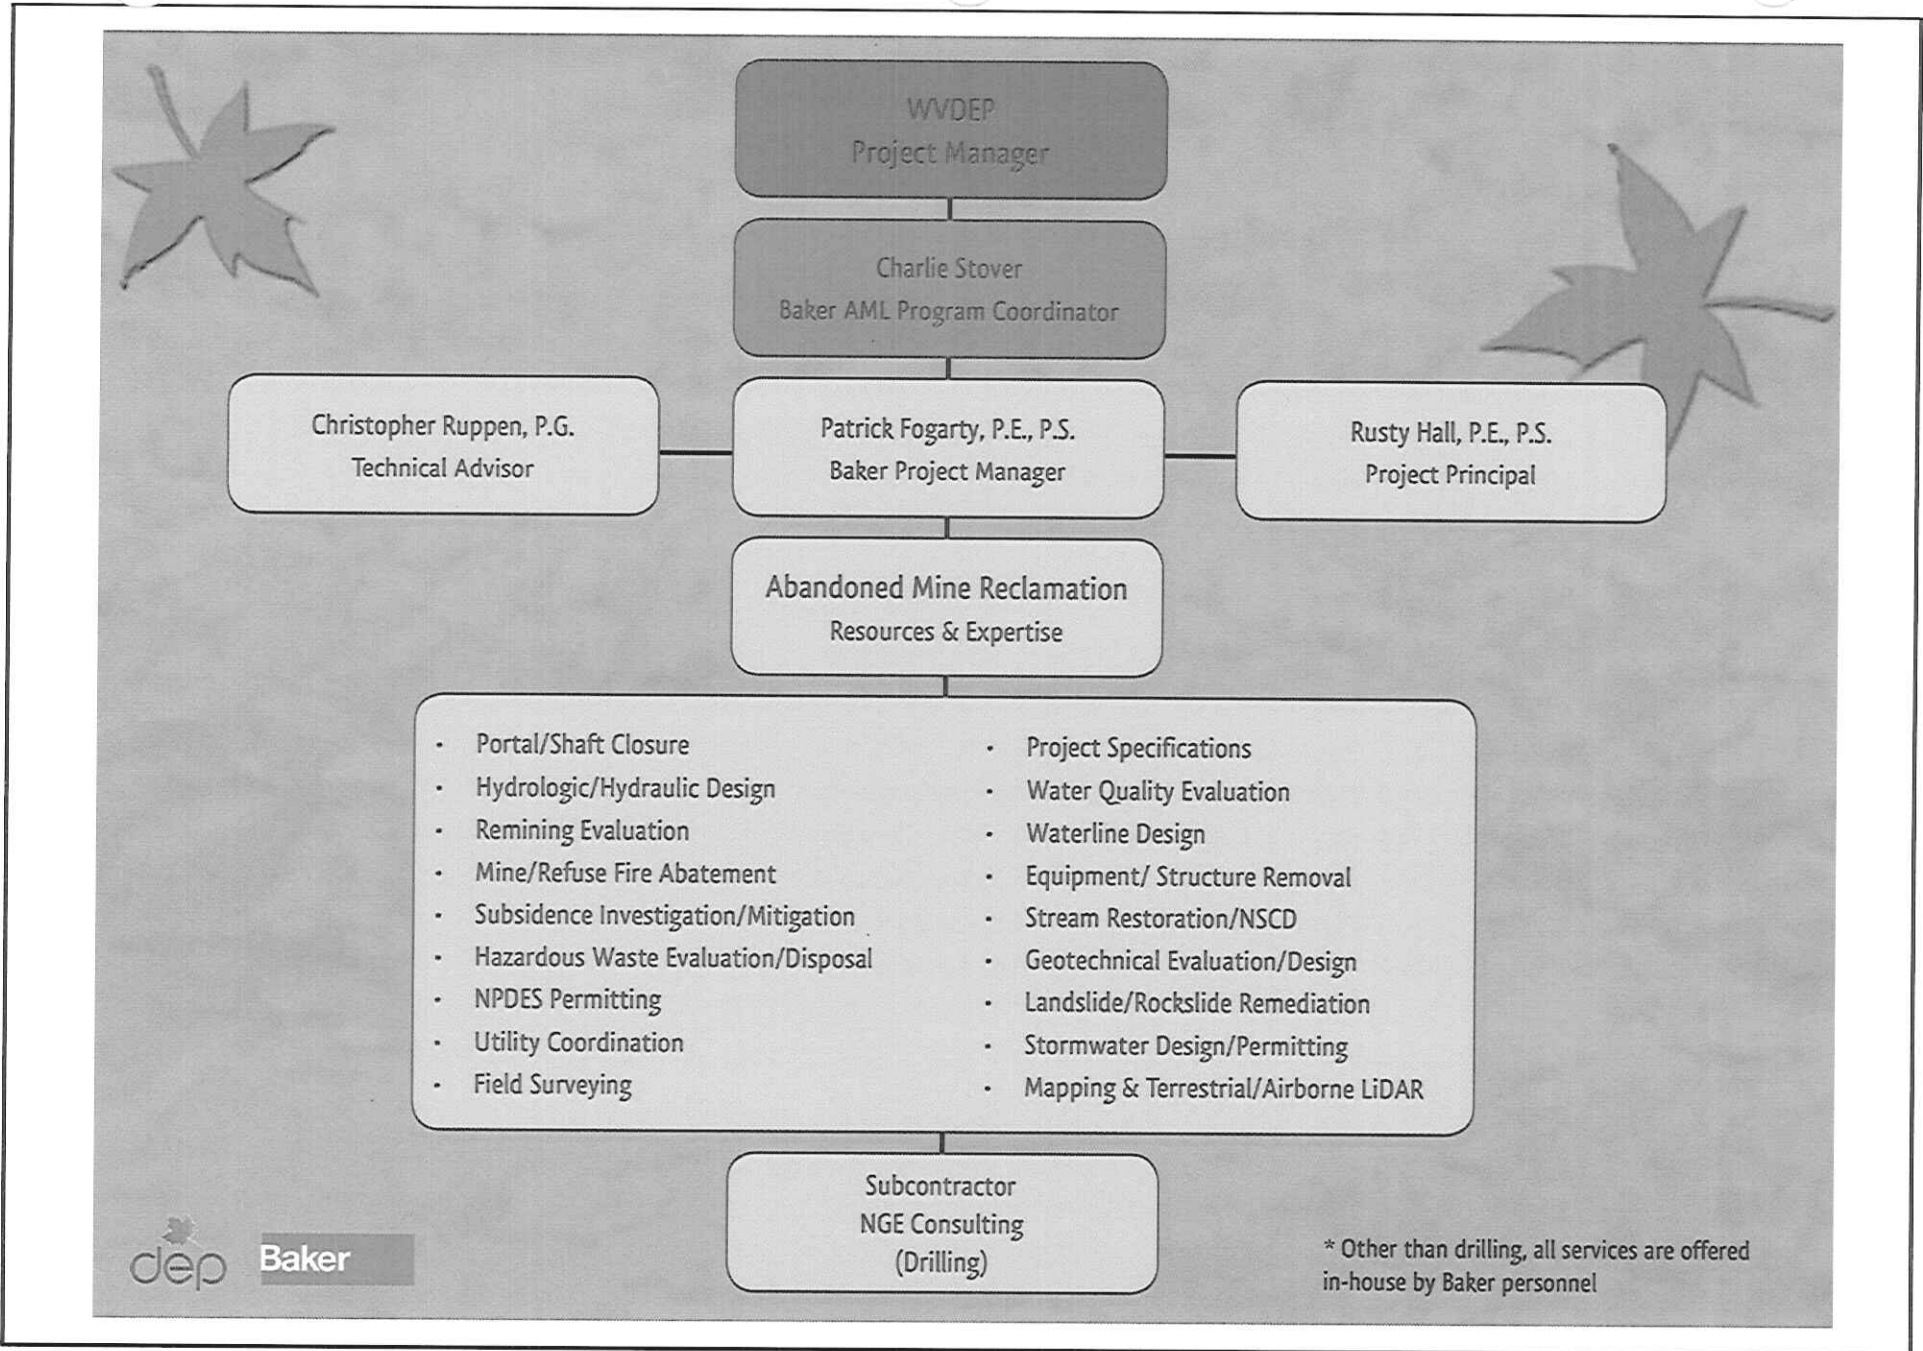 WVDEP
Project Manager
Charlie Stover
Baker AML Program Coordinator
Christopher Ruppen, P.G.
Technical Advisor
Patrick Fogarty, P.E., P.S.
Baker Project Manager
Rusty Hall, P.E., P.S.
Project Principal
Abandoned Mine Reclamation
Resources & Expertise
· Portal/Shaft Closure
· Hydrologic/Hydraulic Design
· Remining Evaluation
· Mine/Refuse Fire Abatement
· Subsidence Investigation/Mitigation
· Hazardous Waste Evaluation/Disposal
· NPDES Permitting
· Utility Coordination
· Field Surveying
· Project Specifications
· Water Quality Evaluation
· Waterline Design
· Equipment/ Structure Removal
· Stream Restoration/NSCD
· Geotechnical Evaluation/Design
· Landslide/Rockslide Remediation
· Stormwater Design/Permitting
· Mapping & Terrestrial/Airborne LiDAR
Subcontractor
NGE Consulting
(Drilling)
dep
Baker
* Other than drilling, all services are offered
in-house by Baker personnel